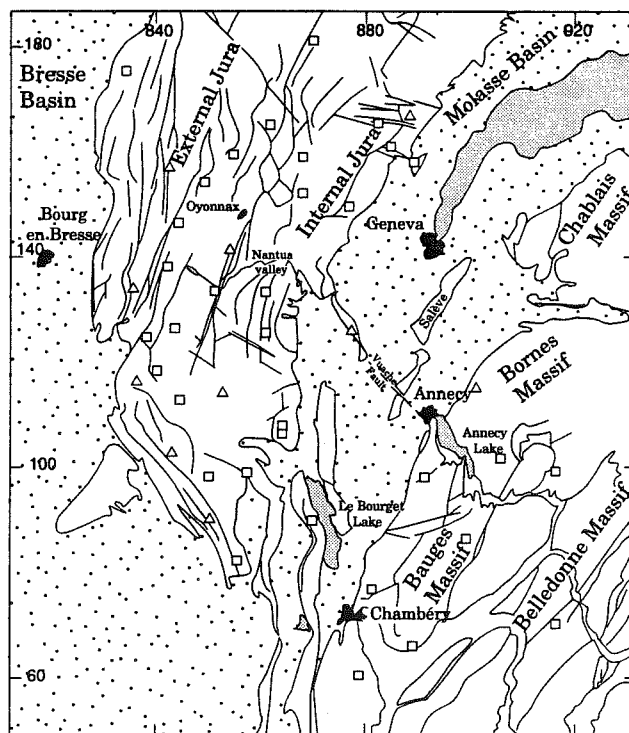 840
880
920
180
Bresse
Basin
External Jura
Internal Jura
Molasse Basin
Oyonnax
Bourg
en Bresse
Geneva
Chablais
Massif
140
Nantua
valley
Salève
Vuache
Fault
Bornes
Massif
Annecy
Annecy
Lake
100
Le Bourget
Lake
Bauges
Massif
Belledonne Massif
Chambéry
60